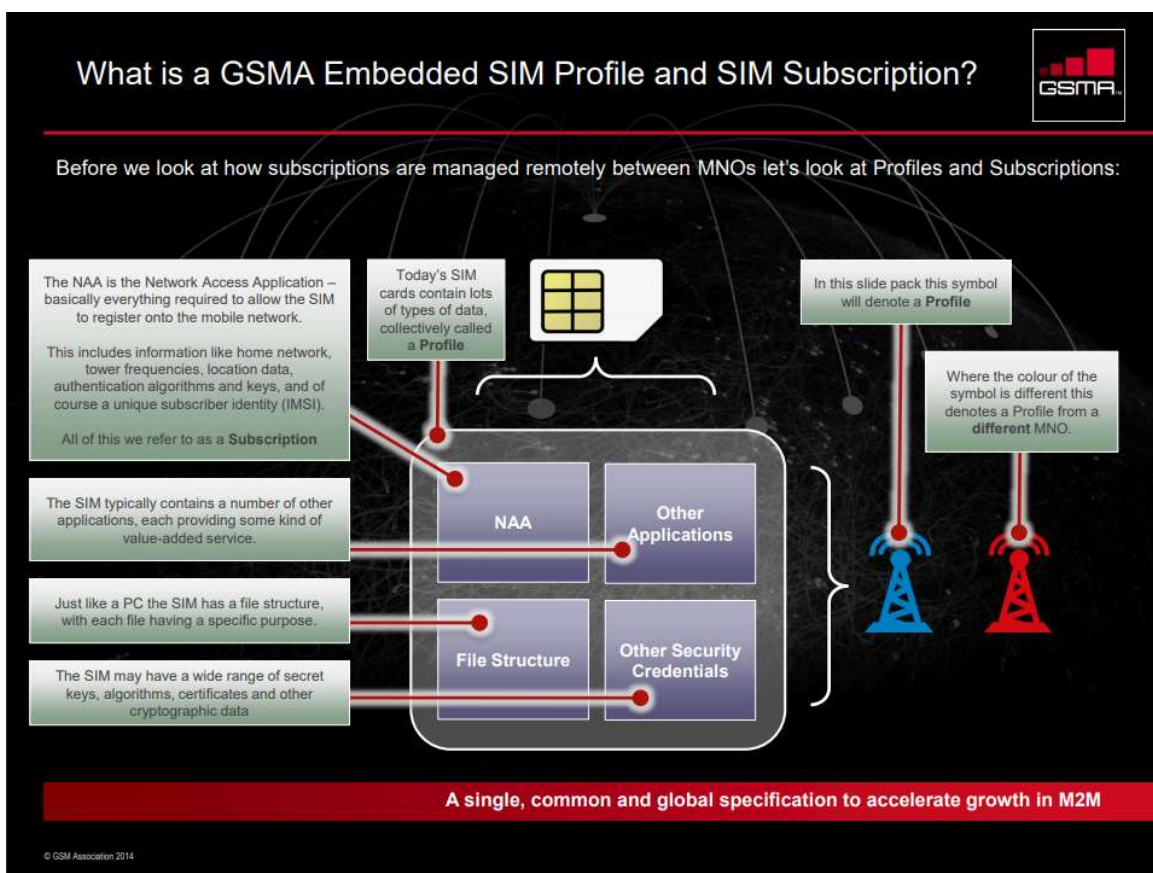 What is a GSMA Embedded SIM Profile and SIM Subscription?
GSMA™
Before we look at how subscriptions are managed remotely between MNOs let's look at Profiles and Subscriptions:
The NAA is the Network Access Application –
basically everything required to allow the SIM
to register onto the mobile network.
This includes information like home network,
tower frequencies, location data,
authentication algorithms and keys, and of
course a unique subscriber identity (IMSI).
All of this we refer to as a Subscription
Today's SIM
cards contain lots
of types of data,
collectively called
a Profile
In this slide pack this symbol
will denote a Profile
Where the colour of the
symbol is different this
denotes a Profile from a
different MNO.
The SIM typically contains a number of other
applications, each providing some kind of
value-added service.
Just like a PC the SIM has a file structure,
with each file having a specific purpose.
The SIM may have a wide range of secret
keys, algorithms, certificates and other
cryptographic data
NAA
Other
Applications
File Structure
Other Security
Credentials
A single, common and global specification to accelerate growth in M2M
© GSM Association 2014